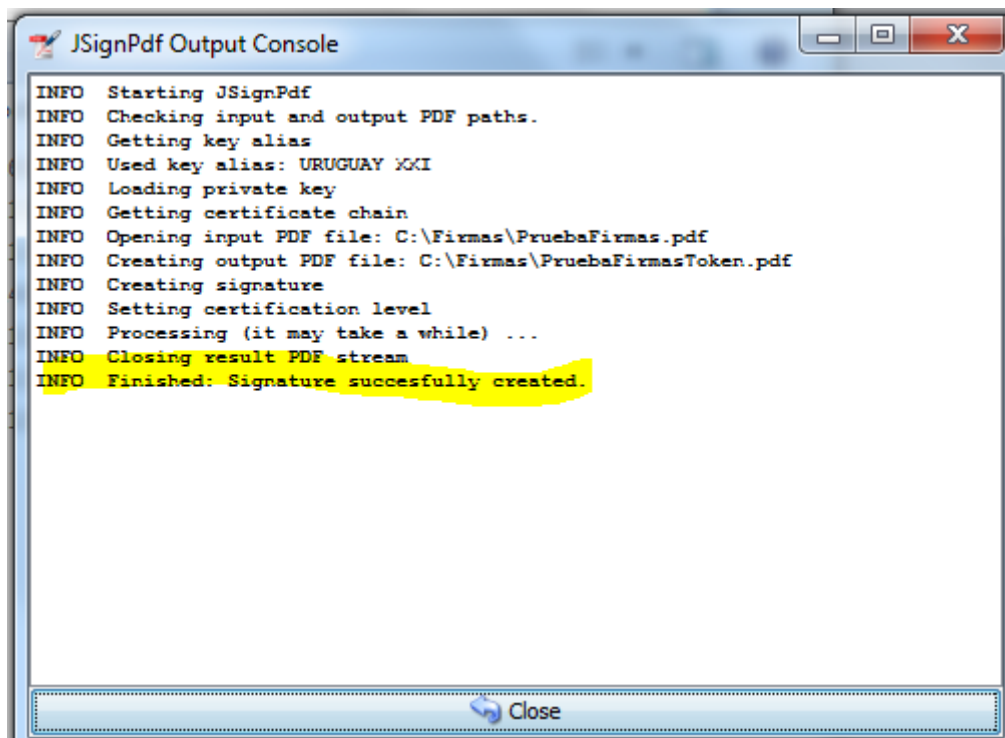 JSignPdf Output Console
INFO Starting JSignPdf
INFO Checking input and output PDF paths.
INFO Getting key alias
INFO Used key alias: URUGUAY XXI
INFO Loading private key
INFO Getting certificate chain
INFO Opening input PDF file: C:\Firmas\PruebaFirmas.pdf
INFO Creating output PDF file: C:\Firmas\PruebaFirmasToken.pdf
INFO Creating signature
INFO Setting certification level
INFO Processing (it may take a while) ...
INFO Closing result PDF stream
INFO Finished: Signature succesfully created.
Close